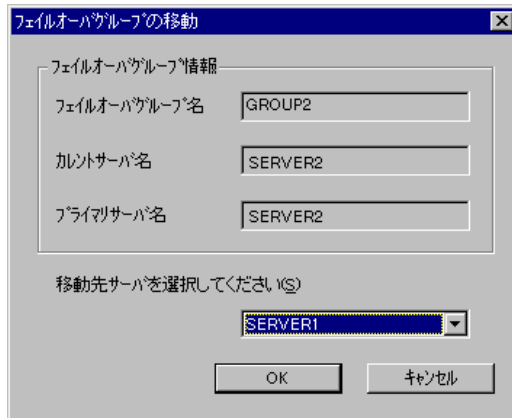 フェイルオーバグループの移動
フェイルオーバグループ情報
フェイルオーバグループ名
GROUP2
カレントサーバ名
SERVER2
プライマリサーバ名
SERVER2
移動先サーバを選択してください(S)
SERVER1
OK
キャンセル